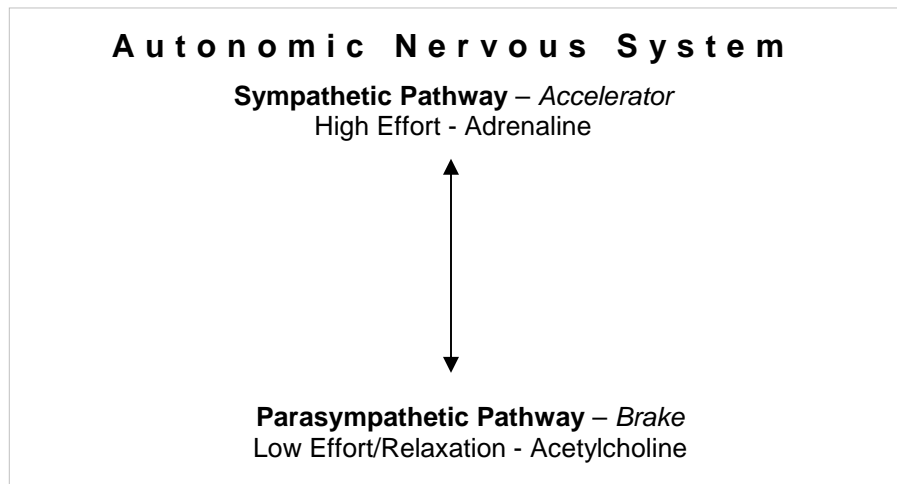 Autonomic Nervous System
Sympathetic Pathway – Accelerator
High Effort - Adrenaline
Parasympathetic Pathway – Brake
Low Effort/Relaxation - Acetylcholine